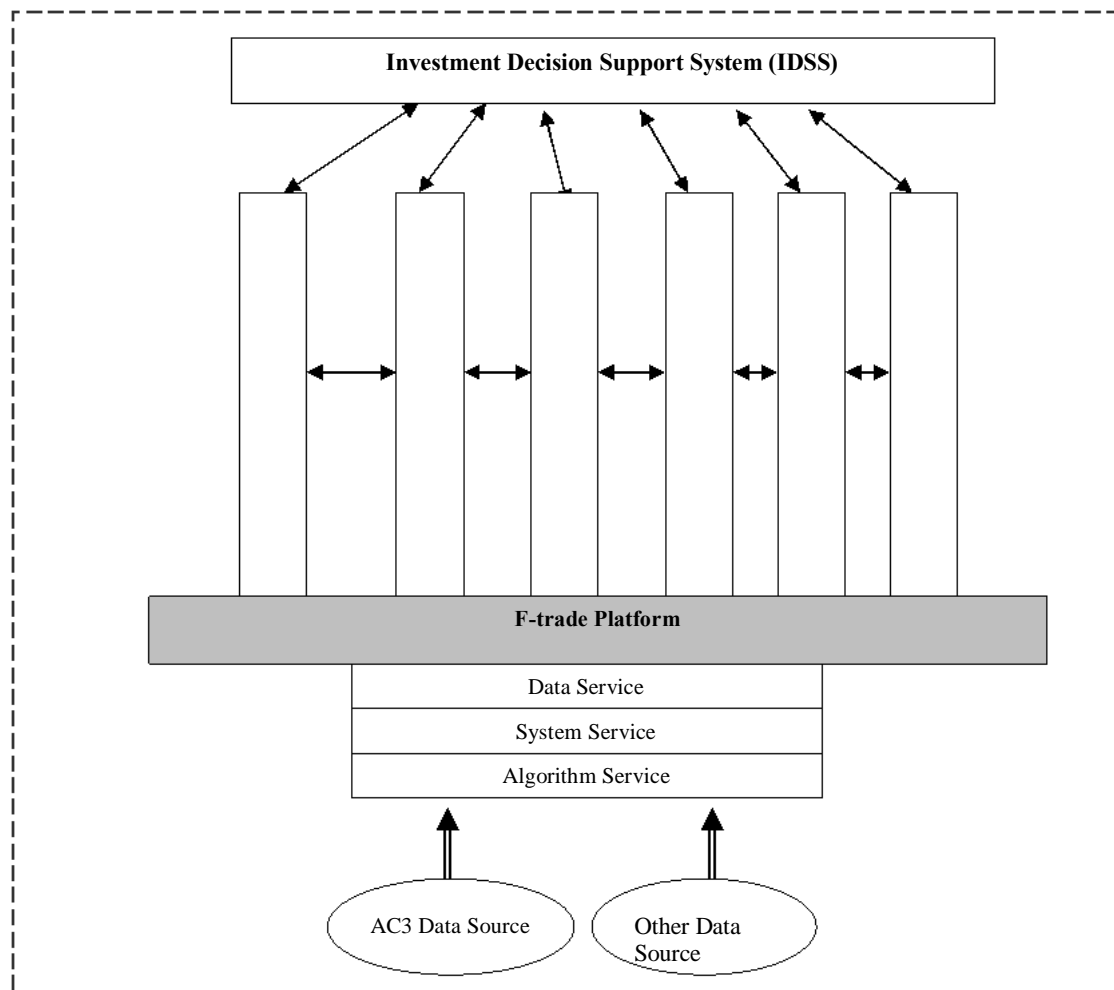 Investment Decision Support System (IDSS)
F-trade Platform
Data Service
System Service
Algorithm Service
AC3 Data Source
Other Data
Source